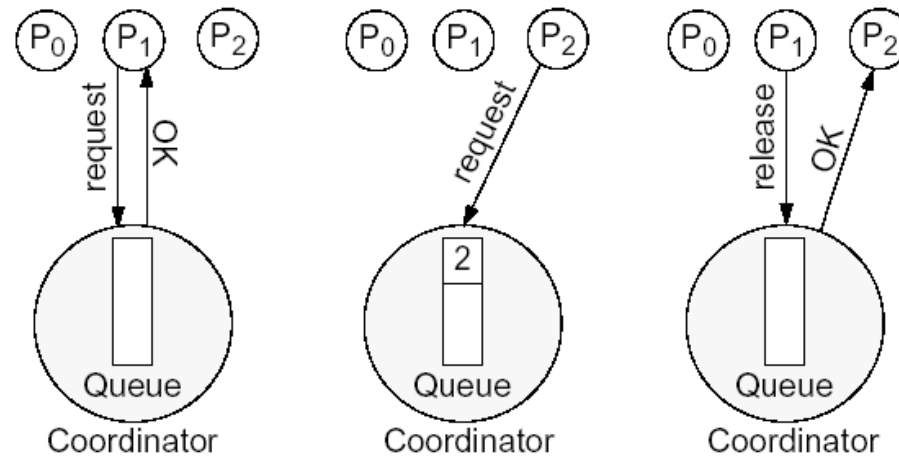 P0 P1 P2
request
OK
Queue
Coordinator
P0 P1 P2
request
2
Queue
Coordinator
P0 P1 P2
release
OK
Queue
Coordinator